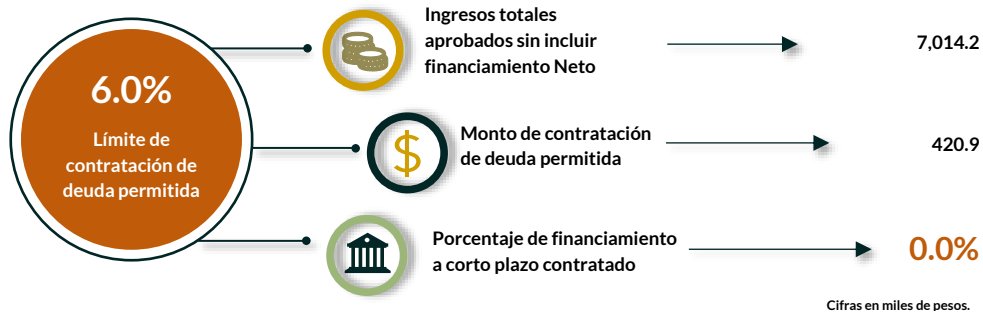 6.0%
Límite de
contratación de
deuda permitida
Ingresos totales
aprobados sin incluir
financiamiento Neto
7,014.2
$
Monto de contratación
de deuda permitida
420.9
Porcentaje de financiamiento
a corto plazo contratado
0.0%
Cifras en miles de pesos.